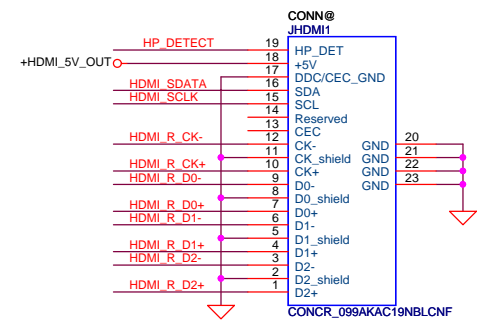 CONN@
JHDMI1
HP_DETECT 19 HP_DET
+HDMI_5V_OUT 18 +5V
17 DDC/CEC_GND
HDMI_SDATA 16 SDA
HDMI_SCLK 15 SCL
14 Reserved
13 CEC
HDMI_R_CK- 12 CK- GND 20
11 CK_shield GND 21
HDMI_R_CK+ 10 CK+ GND 22
HDMI_R_D0- 9 D0- GND 23
8 D0_shield
HDMI_R_D0+ 7 D0+
HDMI_R_D1- 6 D1-
5 D1_shield
HDMI_R_D1+ 4 D1+
HDMI_R_D2- 3 D2-
2 D2_shield
HDMI_R_D2+ 1 D2+
CONCR_099AKAC19NBLCNF